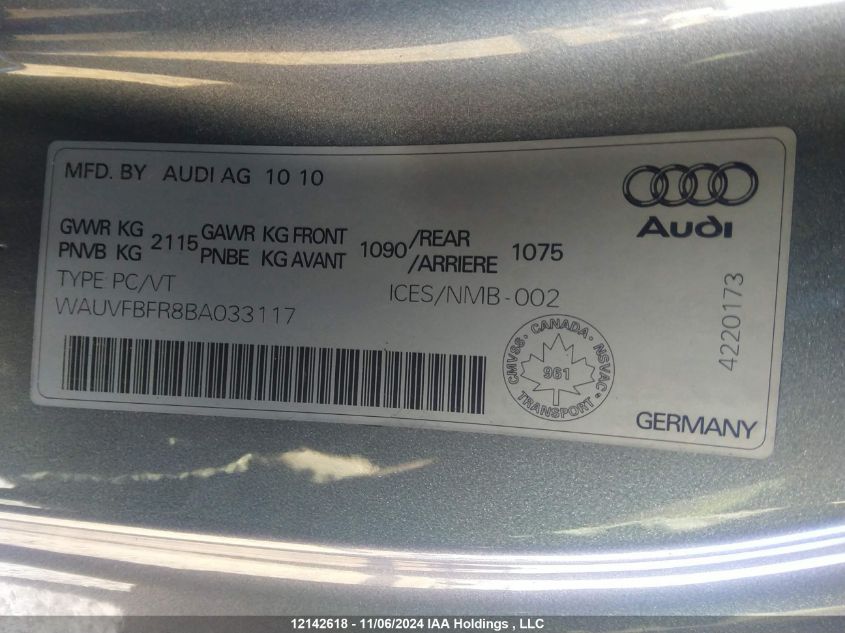 MFD. BY AUDI AG 10 10
Audi
GVWR KG 2115 GAWR KG FRONT 1090 /REAR 1075
PNVB KG PNBE KG AVANT /ARRIERE
TYPE PC/VT ICES/NMB-002
WAUVFBFR8BA033117
CMVSS - CANADA - NSVAC
961
TRANSPORT
4220173
GERMANY
12142618 - 11/06/2024 IAA Holdings , LLC